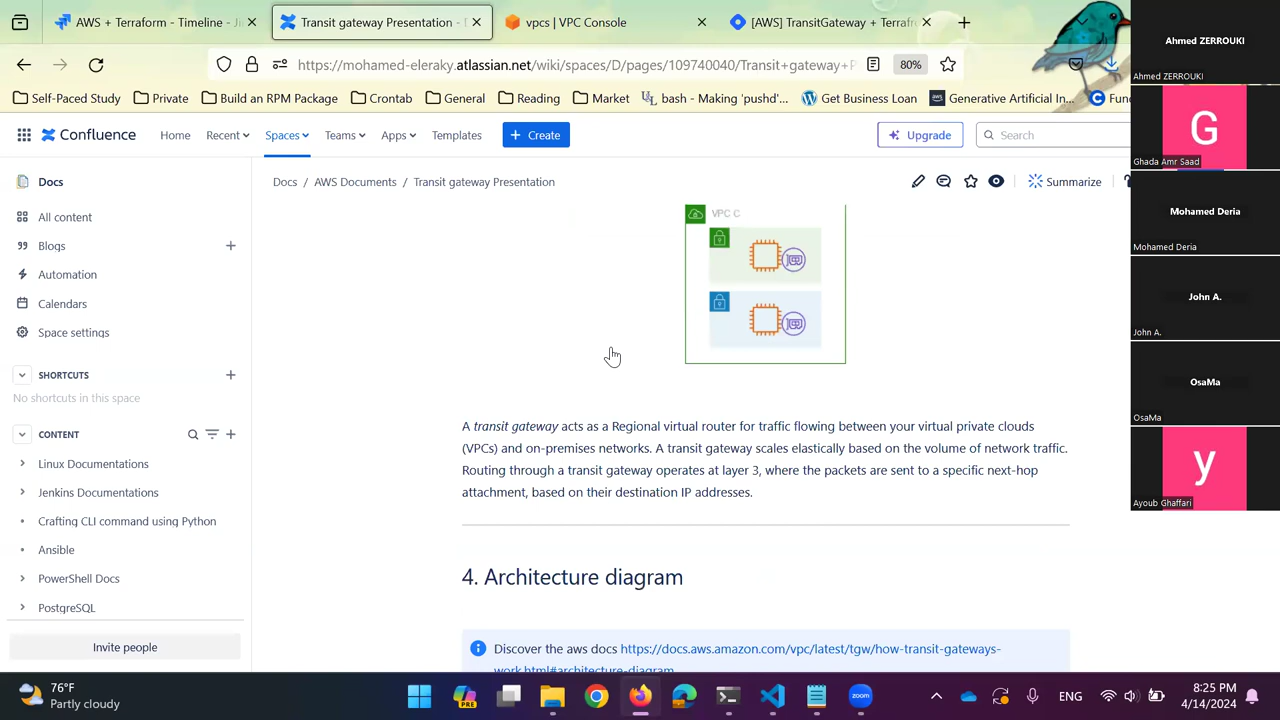 AWS + Terraform - Timeline - Ji
Transit gateway Presentation -
vpcs | VPC Console
[AWS] TransitGateway + Terrafr
https://mohamed-eleraky.atlassian.net/wiki/spaces/D/pages/109740040/Transit+gateway+P
80%
Self-Paced Study
Private
Build an RPM Package
Crontab
General
Reading
Market
bash - Making 'pushd'...
Get Business Loan
Generative Artificial In...
Confluence
Home
Recent
Spaces
Teams
Apps
Templates
Create
Upgrade
Search
Docs
Docs / AWS Documents / Transit gateway Presentation
Summarize
All content
Blogs
Automation
Calendars
Space settings
SHORTCUTS
No shortcuts in this space
CONTENT
Linux Documentations
Jenkins Documentations
Crafting CLI command using Python
Ansible
PowerShell Docs
PostgreSQL
Invite people
VPC C
A transit gateway acts as a Regional virtual router for traffic flowing between your virtual private clouds
(VPCs) and on-premises networks. A transit gateway scales elastically based on the volume of network traffic.
Routing through a transit gateway operates at layer 3, where the packets are sent to a specific next-hop
attachment, based on their destination IP addresses.
4. Architecture diagram
Discover the aws docs https://docs.aws.amazon.com/vpc/latest/tgw/how-transit-gateways-
work.html#architecture-diagram
Ahmed ZERROUKI
Ahmed ZERROUKI
G
Ghada Amr Saad
Mohamed Deria
Mohamed Deria
John A.
John A.
OsaMa
OsaMa
y
Ayoub Ghaffari
76°F
Partly cloudy
PRE
zoom
ENG
8:25 PM
4/14/2024